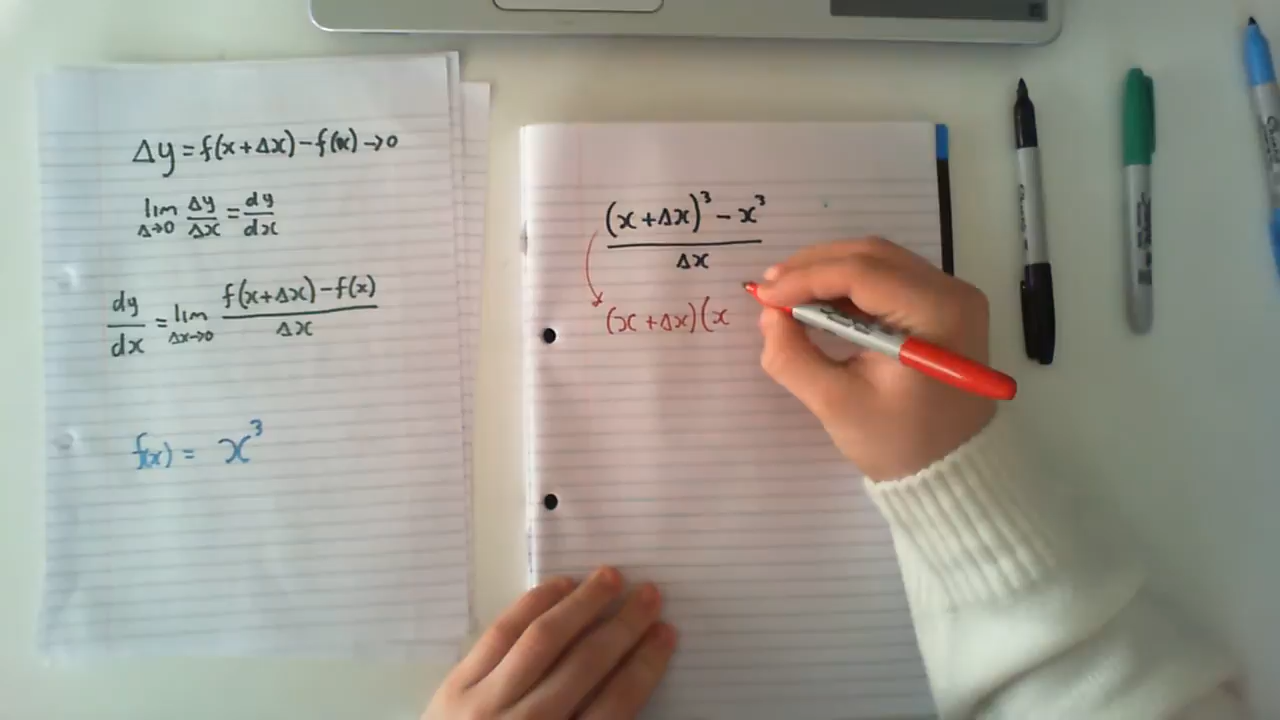 Δy = f(x+Δx) - f(x) → 0
lim Δy/Δx = dy/dx
Δ→0
dy/dx = lim f(x+Δx) - f(x)/Δx
Δx→0
f(x) = x³
(x + Δx)³ - x³
Δx
(x + Δx)(x